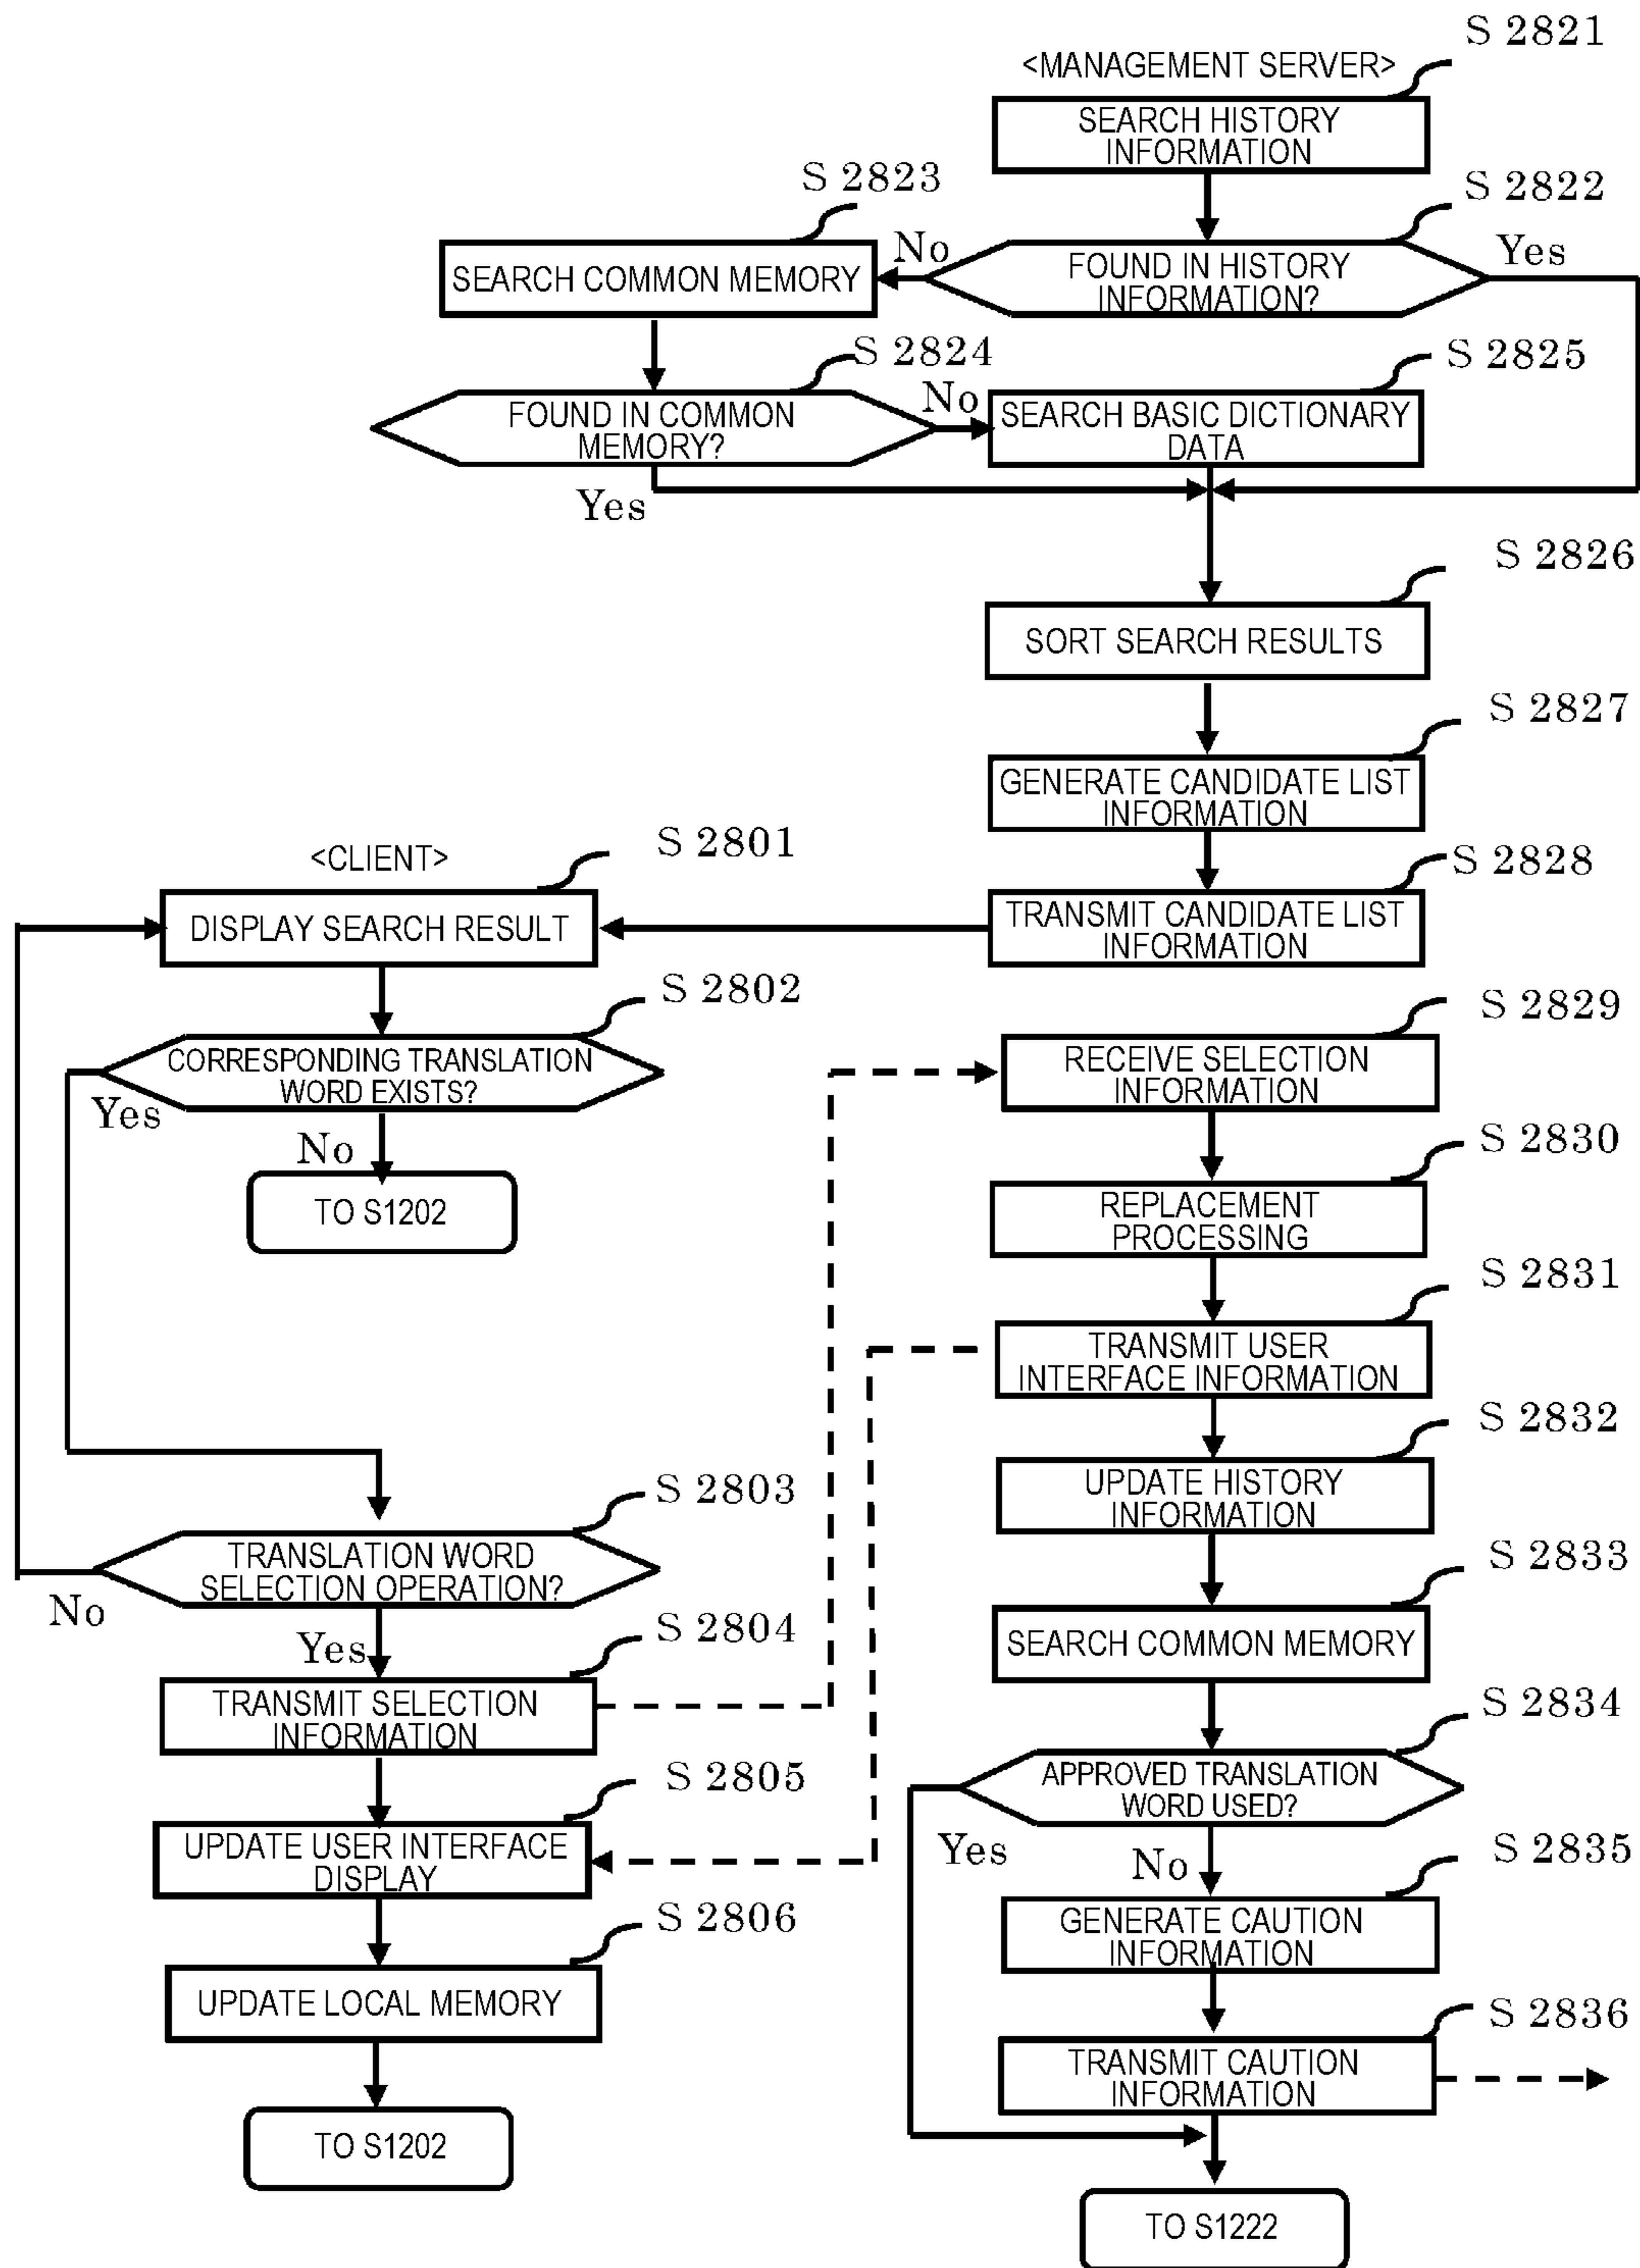 S 2821
<MANAGEMENT SERVER>
SEARCH HISTORY
INFORMATION
S 2823
S 2822
No
Yes
SEARCH COMMON MEMORY
FOUND IN HISTORY
INFORMATION?
S 2824
S 2825
FOUND IN COMMON
MEMORY?
No
SEARCH BASIC DICTIONARY
DATA
Yes
S 2826
SORT SEARCH RESULTS
S 2827
GENERATE CANDIDATE LIST
INFORMATION
<CLIENT>
S 2801
S 2828
DISPLAY SEARCH RESULT
TRANSMIT CANDIDATE LIST
INFORMATION
S 2802
S 2829
CORRESPONDING TRANSLATION
WORD EXISTS?
RECEIVE SELECTION
INFORMATION
Yes
No
S 2830
TO S1202
REPLACEMENT
PROCESSING
S 2831
TRANSMIT USER
INTERFACE INFORMATION
S 2832
S 2803
UPDATE HISTORY
INFORMATION
TRANSLATION WORD
SELECTION OPERATION?
S 2833
No
Yes
S 2804
SEARCH COMMON MEMORY
TRANSMIT SELECTION
INFORMATION
S 2834
S 2805
APPROVED TRANSLATION
WORD USED?
UPDATE USER INTERFACE
DISPLAY
Yes
No
S 2835
S 2806
GENERATE CAUTION
INFORMATION
UPDATE LOCAL MEMORY
S 2836
TRANSMIT CAUTION
INFORMATION
TO S1202
TO S1222